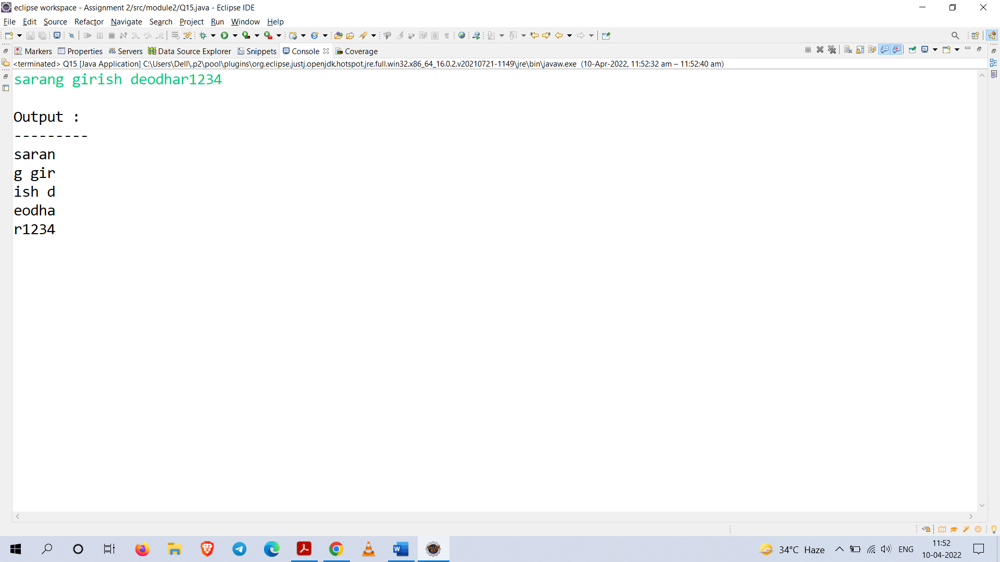 eclipse workspace - Assignment 2/src/module2/Q15.java - Eclipse IDE
File Edit Source Refactor Navigate Search Project Run Window Help
Markers Properties Servers Data Source Explorer Snippets Console Coverage
<terminated> Q15 [Java Application] C:\Users\Dell\.p2\pool\plugins\org.eclipse.justj.openjdk.hotspot.jre.full.win32.x86_64_16.0.2.v20210721-1149\jre\bin\javaw.exe (10-Apr-2022, 11:52:32 am – 11:52:40 am)
sarang girish deodhar1234
Output :
---------
saran
g gir
ish d
eodha
r1234
34°C Haze ENG 11:52
10-04-2022